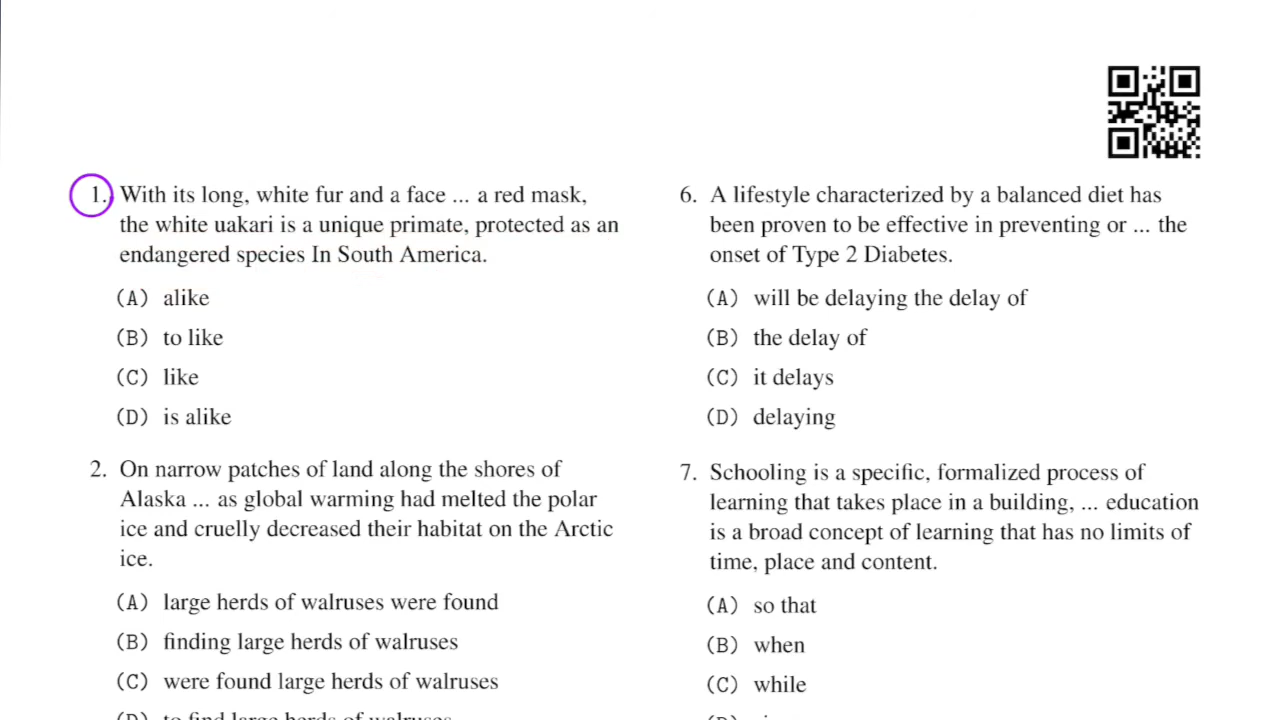 1. With its long, white fur and a face ... a red mask,
the white uakari is a unique primate, protected as an
endangered species In South America.
(A) alike
(B) to like
(C) like
(D) is alike
2. On narrow patches of land along the shores of
Alaska ... as global warming had melted the polar
ice and cruelly decreased their habitat on the Arctic
ice.
(A) large herds of walruses were found
(B) finding large herds of walruses
(C) were found large herds of walruses
(D) to find large herds of walruses
6. A lifestyle characterized by a balanced diet has
been proven to be effective in preventing or ... the
onset of Type 2 Diabetes.
(A) will be delaying the delay of
(B) the delay of
(C) it delays
(D) delaying
7. Schooling is a specific, formalized process of
learning that takes place in a building, ... education
is a broad concept of learning that has no limits of
time, place and content.
(A) so that
(B) when
(C) while